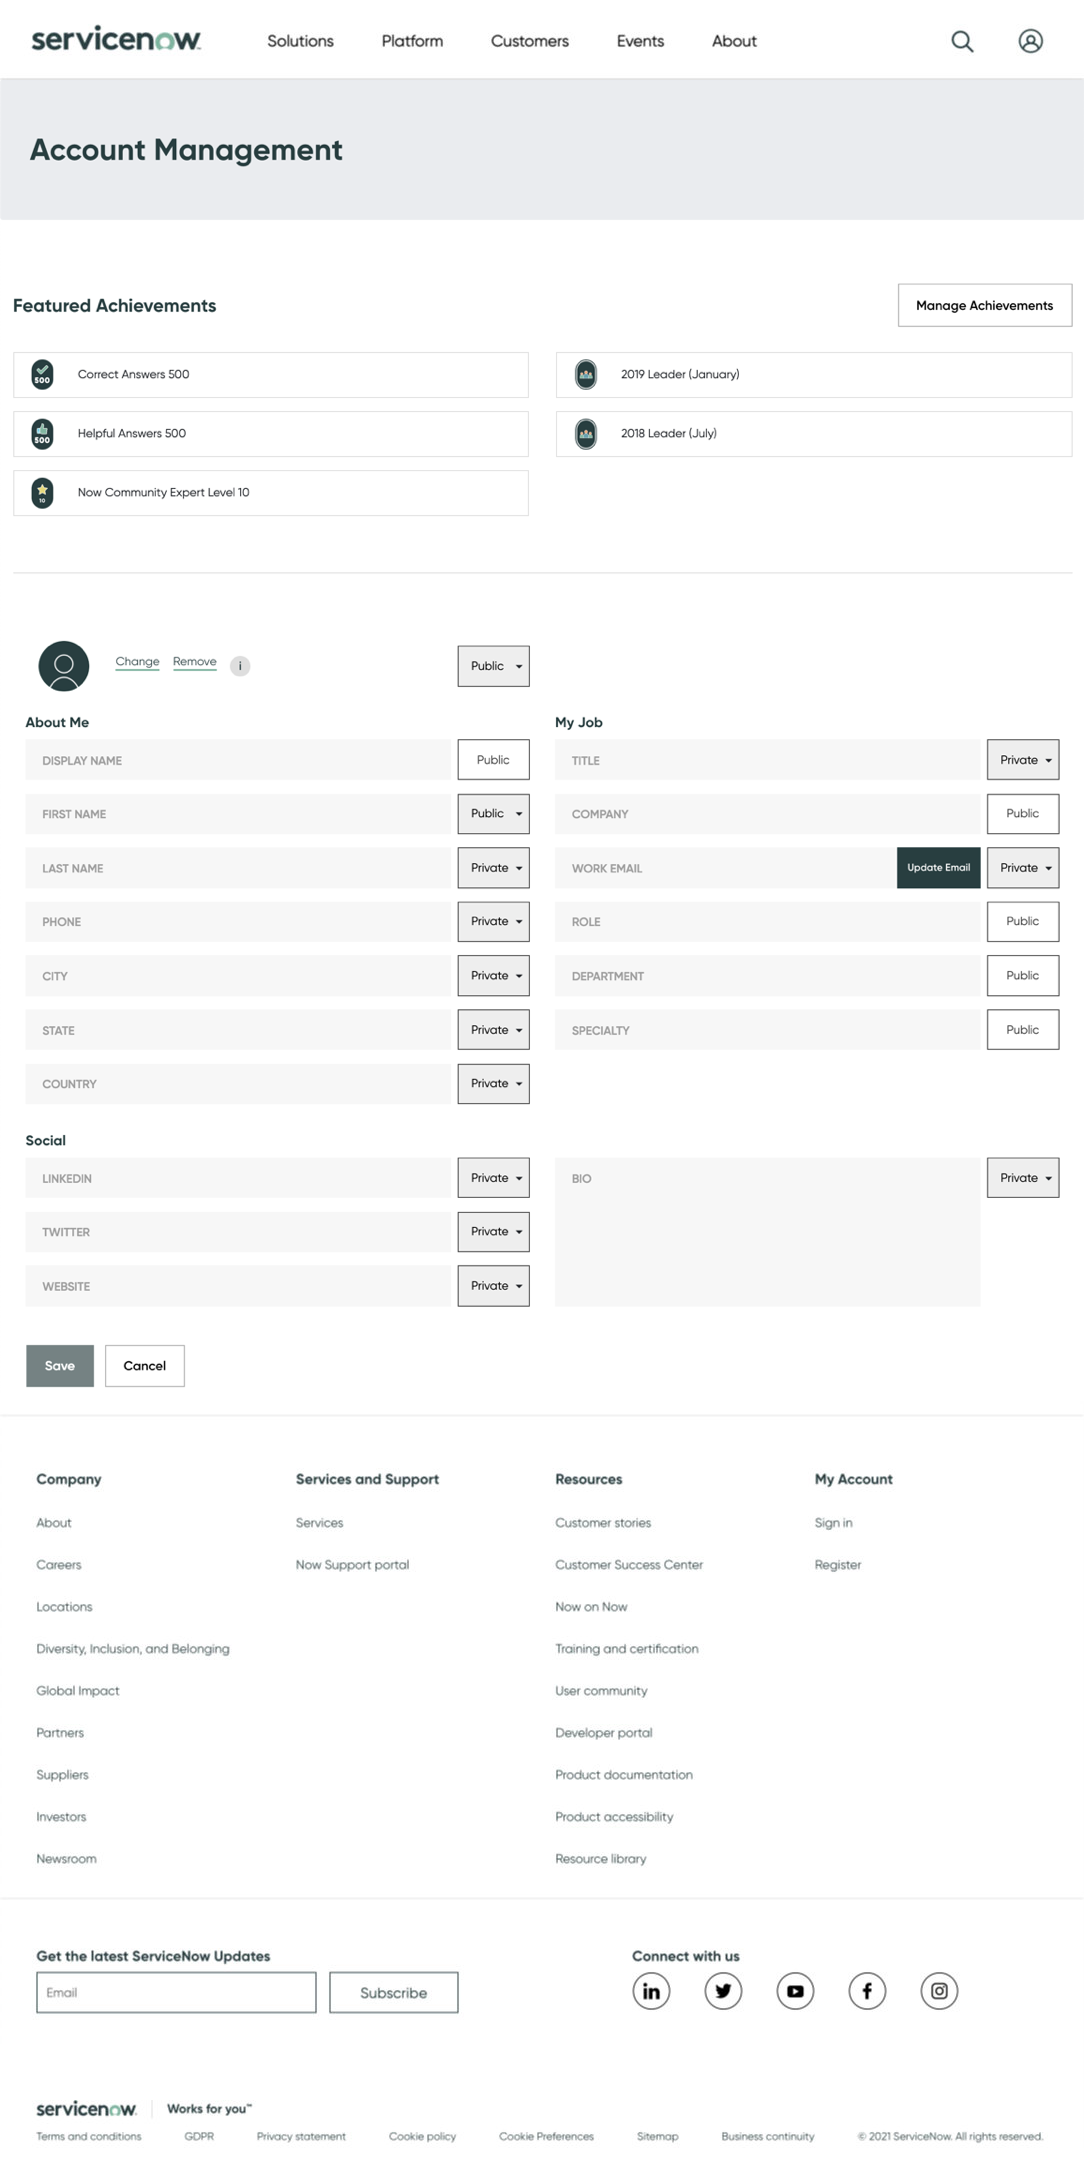 servicenow
Solutions Platform Customers Events About
Account Management
Featured Achievements
Manage Achievements
500 Correct Answers 500
2019 Leader (January)
500 Helpful Answers 500
2018 Leader (July)
10 Now Community Expert Level 10
Change Remove i Public
About Me
My Job
DISPLAY NAME Public
TITLE Private
FIRST NAME Public
COMPANY Public
LAST NAME Private
WORK EMAIL Update Email Private
PHONE Private
ROLE Public
CITY Private
DEPARTMENT Public
STATE Private
SPECIALTY Public
COUNTRY Private
Social
LINKEDIN Private
BIO Private
TWITTER Private
WEBSITE Private
Save Cancel
Company
About
Careers
Locations
Diversity, Inclusion, and Belonging
Global Impact
Partners
Suppliers
Investors
Newsroom
Services and Support
Services
Now Support portal
Resources
Customer stories
Customer Success Center
Now on Now
Training and certification
User community
Developer portal
Product documentation
Product accessibility
Resource library
My Account
Sign in
Register
Get the latest ServiceNow Updates
Email Subscribe
Connect with us
in f
servicenow Works for you™
Terms and conditions GDPR Privacy statement Cookie policy Cookie Preferences Sitemap Business continuity © 2021 ServiceNow. All rights reserved.